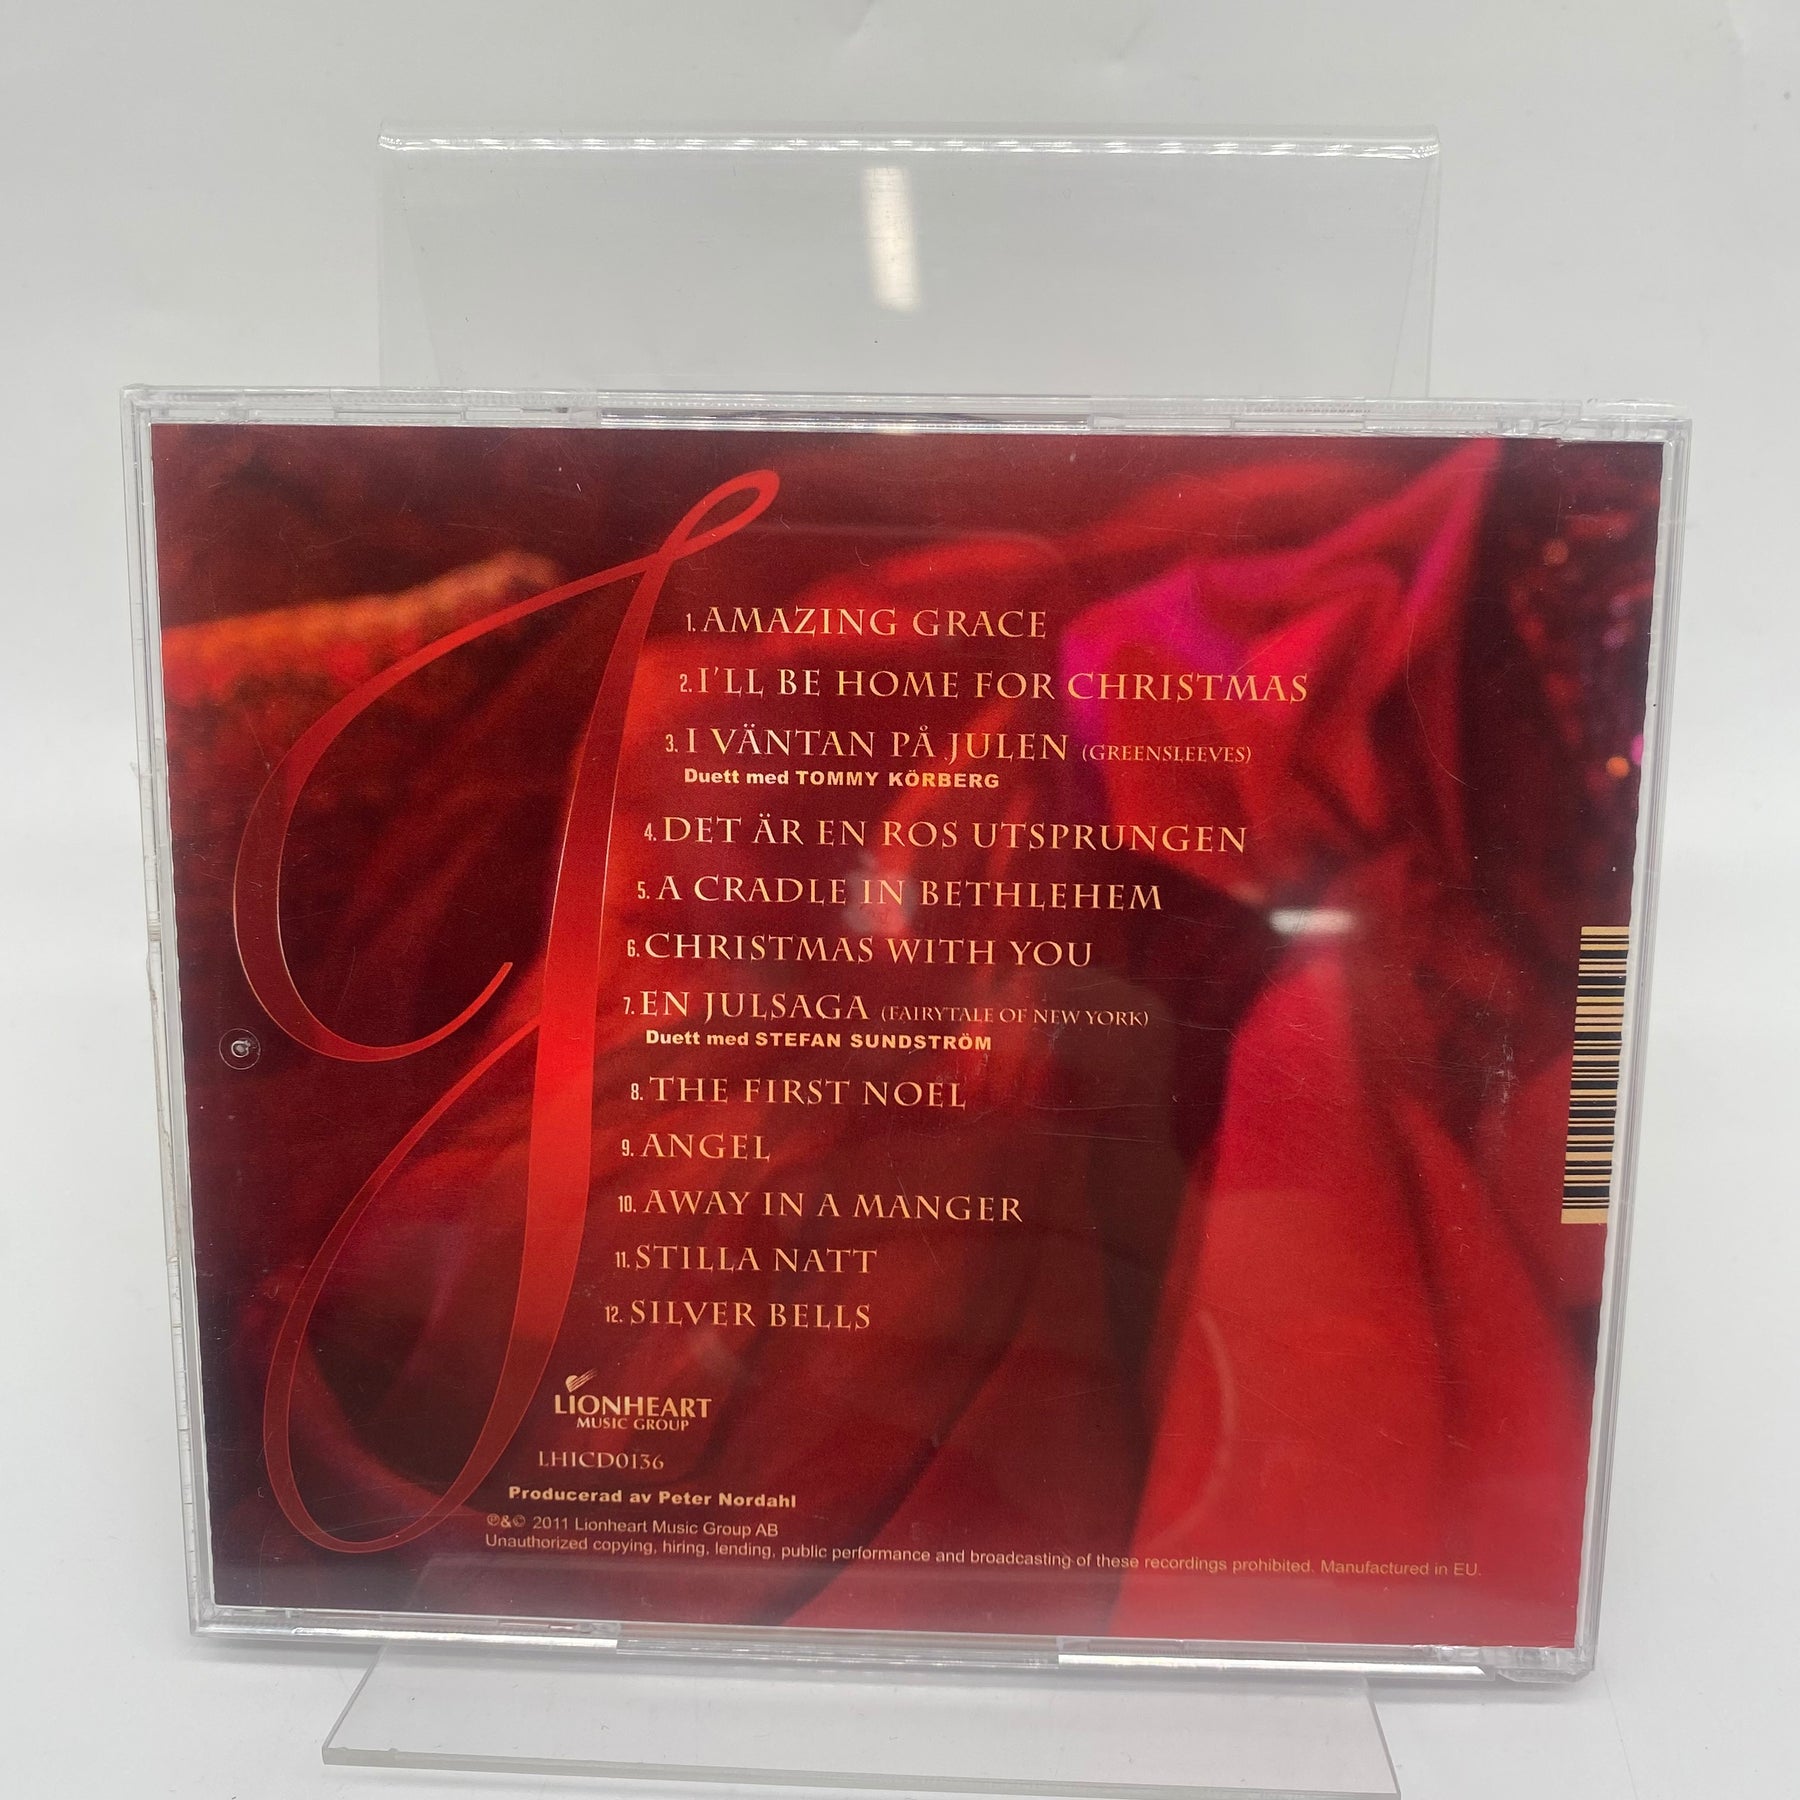 J
1. AMAZING GRACE
2. I'LL BE HOME FOR CHRISTMAS
3. I VÄNTAN PÅ JULEN (GREENSLEEVES)
Duett med TOMMY KÖRBERG
4. DET ÄR EN ROS UTSPRUNGEN
5. A CRADLE IN BETHLEHEM
6. CHRISTMAS WITH YOU
7. EN JULSAGA (FAIRYTALE OF NEW YORK)
Duett med STEFAN SUNDSTRÖM
8. THE FIRST NOEL
9. ANGEL
10. AWAY IN A MANGER
11. STILLA NATT
12. SILVER BELLS
LIONHEART
MUSIC GROUP
LHICD0136
Producerad av Peter Nordahl
℗&© 2011 Lionheart Music Group AB
Unauthorized copying, hiring, lending, public performance and broadcasting of these recordings prohibited. Manufactured in EU.